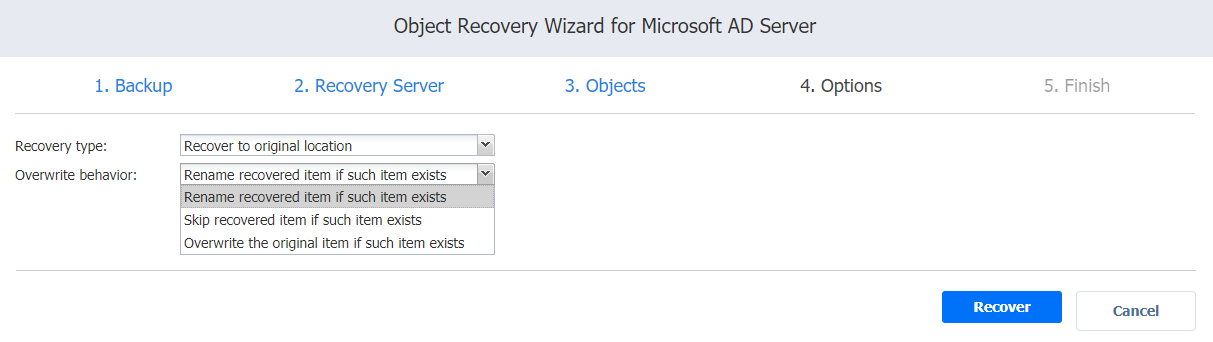 Object Recovery Wizard for Microsoft AD Server
1. Backup 2. Recovery Server 3. Objects 4. Options 5. Finish
Recovery type: Recover to original location
Overwrite behavior: Rename recovered item if such item exists
Rename recovered item if such item exists
Skip recovered item if such item exists
Overwrite the original item if such item exists
Recover Cancel